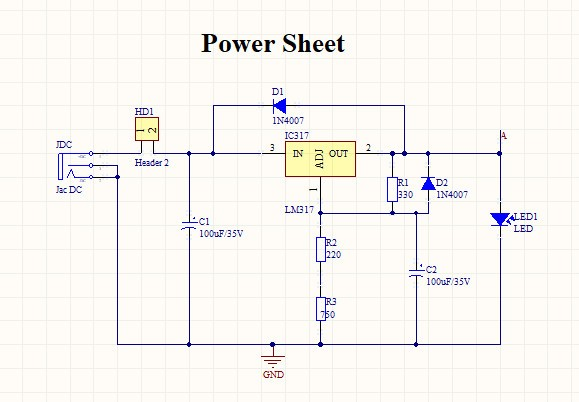 Power Sheet
D1
1N4007
HD1
1 2
Header 2
JDC
Jac DC
IC317
3
IN
ADJ
OUT
2
1
LM317
A
R1
330
D2
1N4007
C1
100uF/35V
LED1
LED
R2
220
C2
100uF/35V
R3
750
GND